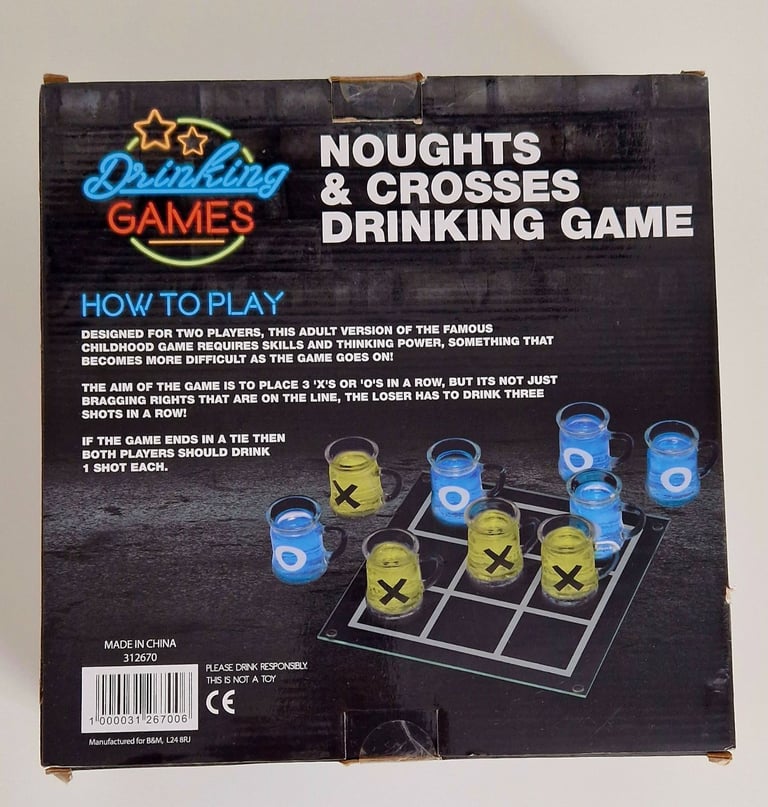 Drinking
GAMES
NOUGHTS
& CROSSES
DRINKING GAME
HOW TO PLAY
DESIGNED FOR TWO PLAYERS, THIS ADULT VERSION OF THE FAMOUS
CHILDHOOD GAME REQUIRES SKILLS AND THINKING POWER, SOMETHING THAT
BECOMES MORE DIFFICULT AS THE GAME GOES ON!
THE AIM OF THE GAME IS TO PLACE 3 'X'S OR 'O'S IN A ROW, BUT ITS NOT JUST
BRAGGING RIGHTS THAT ARE ON THE LINE, THE LOSER HAS TO DRINK THREE
SHOTS IN A ROW!
IF THE GAME ENDS IN A TIE THEN
BOTH PLAYERS SHOULD DRINK
1 SHOT EACH.
X
O
O
O
O
X
X
X
O
MADE IN CHINA
312670
PLEASE DRINK RESPONSIBLY.
THIS IS NOT A TOY
CE
1 000031 267006
Manufactured for B&M, L24 8RJ